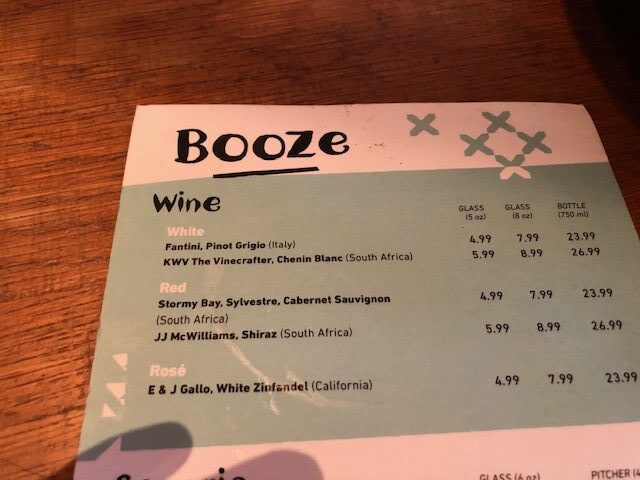 Booze
Wine
GLASS GLASS BOTTLE
(5 oz) (8 oz) (750 ml)
White
Fantini, Pinot Grigio (Italy) 4.99 7.99 23.99
KWV The Vinecrafter, Chenin Blanc (South Africa) 5.99 8.99 26.99
Red
Stormy Bay, Sylvestre, Cabernet Sauvignon 4.99 7.99 23.99
(South Africa)
JJ McWilliams, Shiraz (South Africa) 5.99 8.99 26.99
Rosé
E & J Gallo, White Zinfandel (California) 4.99 7.99 23.99
GLASS PITCHER